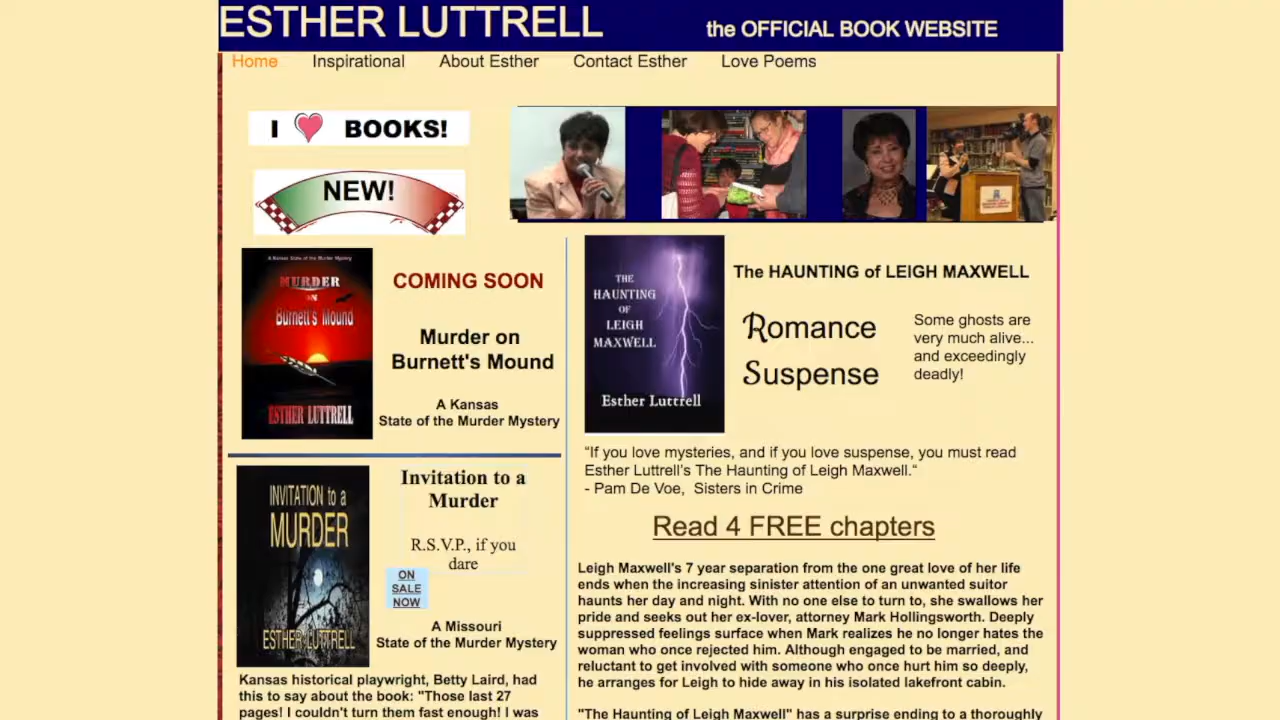 ESTHER LUTTRELL
the OFFICIAL BOOK WEBSITE
Home Inspirational About Esther Contact Esther Love Poems
I BOOKS!
NEW!
A Kansas State of the Murder Mystery
MURDER
ON
Burnett's Mound
ESTHER LUTTRELL
COMING SOON
Murder on
Burnett's Mound
A Kansas
State of the Murder Mystery
INVITATION to a
MURDER
ESTHER LUTTRELL
Invitation to a
Murder
R.S.V.P., if you
dare
ON
SALE
NOW
A Missouri
State of the Murder Mystery
Kansas historical playwright, Betty Laird, had
this to say about the book: "Those last 27
pages! I couldn't turn them fast enough! I was
THE
HAUNTING
OF
LEIGH
MAXWELL
Esther Luttrell
The HAUNTING of LEIGH MAXWELL
Romance
Suspense
Some ghosts are
very much alive...
and exceedingly
deadly!
“If you love mysteries, and if you love suspense, you must read
Esther Luttrell’s The Haunting of Leigh Maxwell.“
- Pam De Voe, Sisters in Crime
Read 4 FREE chapters
Leigh Maxwell's 7 year separation from the one great love of her life
ends when the increasing sinister attention of an unwanted suitor
haunts her day and night. With no one else to turn to, she swallows her
pride and seeks out her ex-lover, attorney Mark Hollingsworth. Deeply
suppressed feelings surface when Mark realizes he no longer hates the
woman who once rejected him. Although engaged to be married, and
reluctant to get involved with someone who once hurt him so deeply,
he arranges for Leigh to hide away in his isolated lakefront cabin.
"The Haunting of Leigh Maxwell" has a surprise ending to a thoroughly